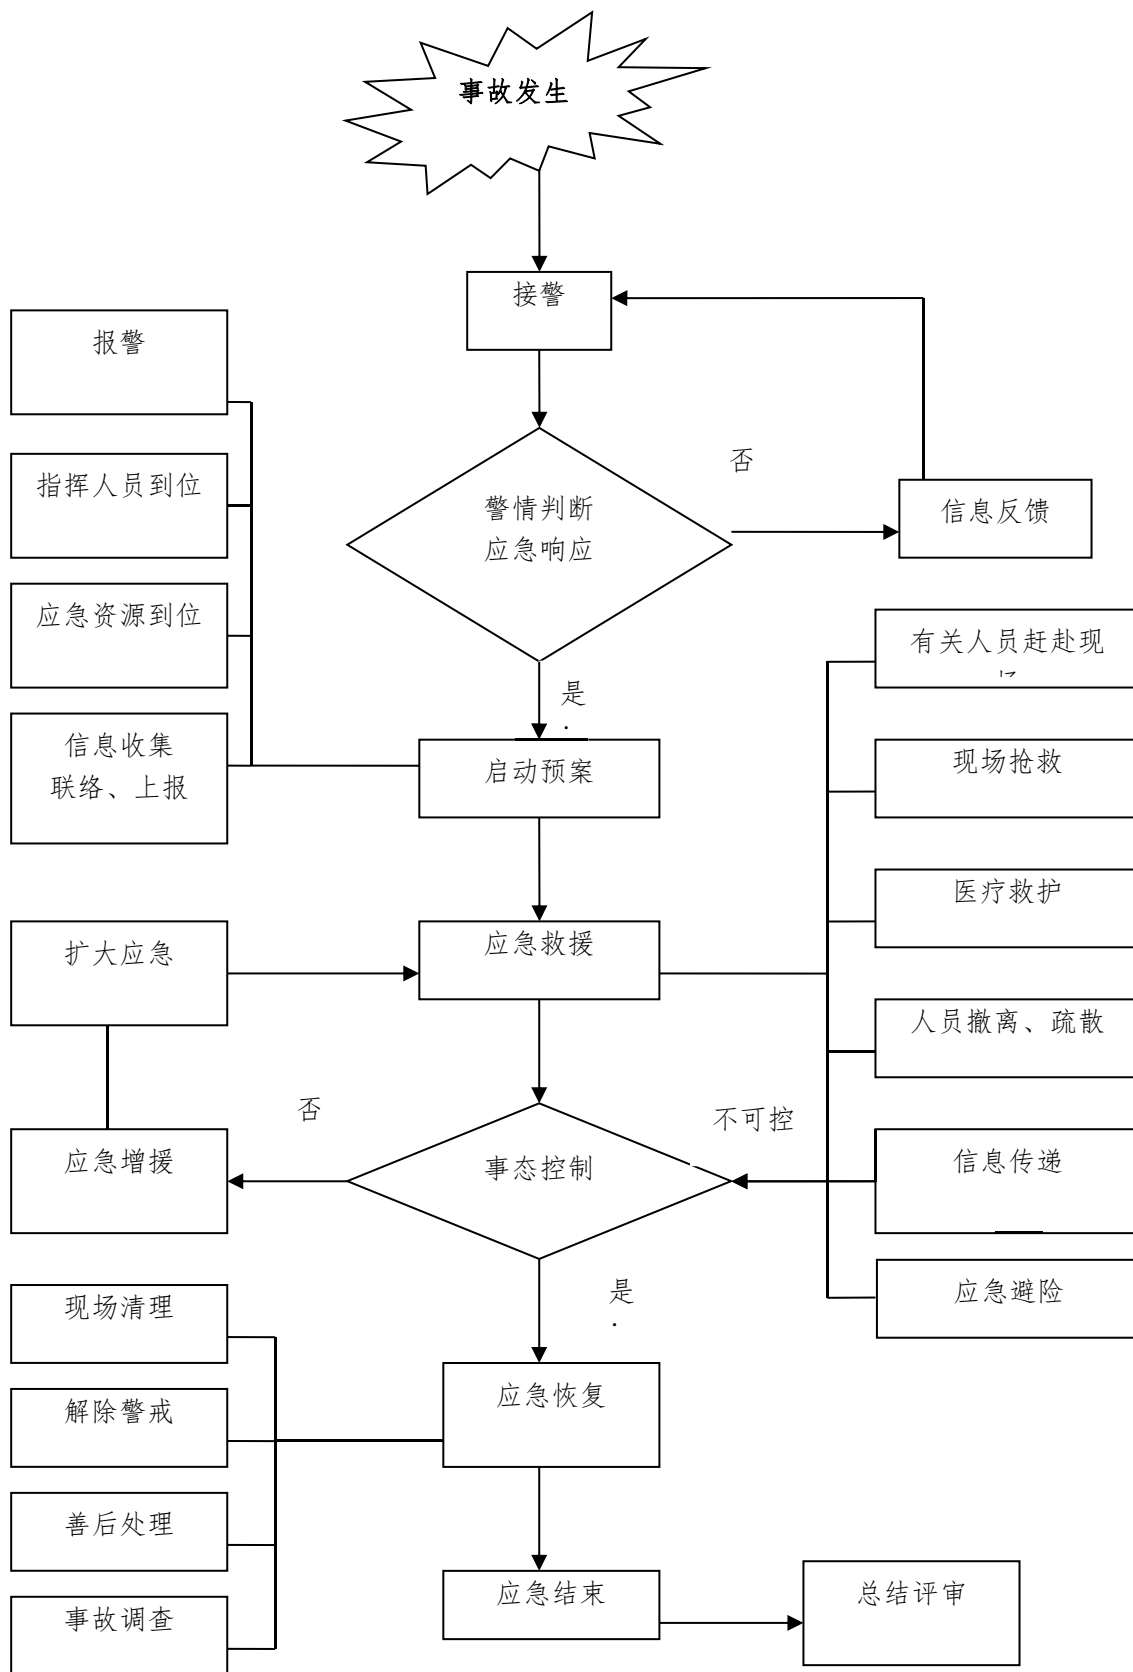 事故发生
接警
报警
否
指挥人员到位
警情判断
应急响应
信息反馈
应急资源到位
有关人员赶赴现
是
信息收集
联络、上报
启动预案
现场抢救
医疗救护
扩大应急
应急救援
人员撤离、疏散
否
不可控
应急增援
事态控制
信息传递
现场清理
是
应急避险
解除警戒
应急恢复
善后处理
应急结束
总结评审
事故调查